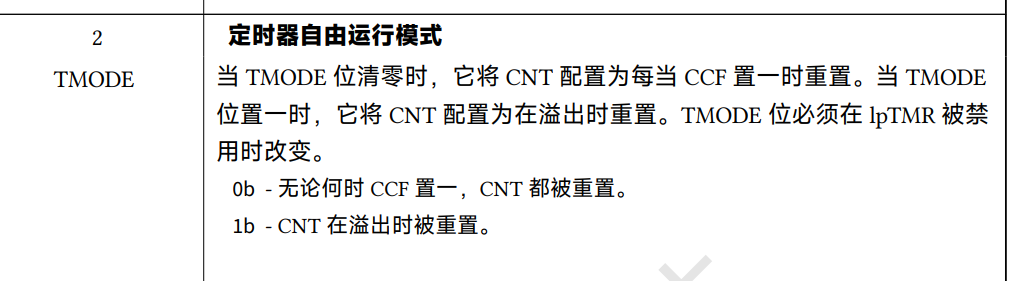 2
TMODE
定时器自由运行模式
当 TMODE 位清零时，它将 CNT 配置为每当 CCF 置一时重置。当 TMODE
位置一时，它将 CNT 配置为在溢出时重置。TMODE 位必须在 lpTMR 被禁
用时改变。
0b - 无论何时 CCF 置一，CNT 都被重置。
1b - CNT 在溢出时被重置。